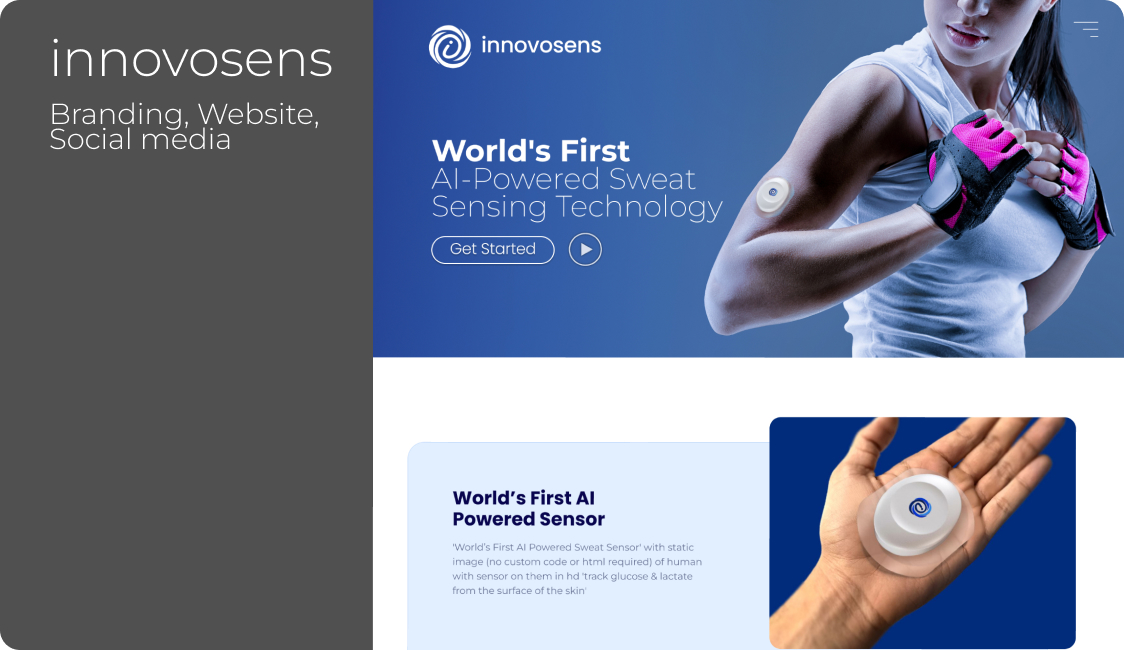 innovosens
Branding, Website,
Social media
innovosens
World's First
AI-Powered Sweat
Sensing Technology
Get Started
World’s First AI
Powered Sensor
'World’s First AI Powered Sweat Sensor' with static
image (no custom code or html required) of human
with sensor on them in hd 'track glucose & lactate
from the surface of the skin'